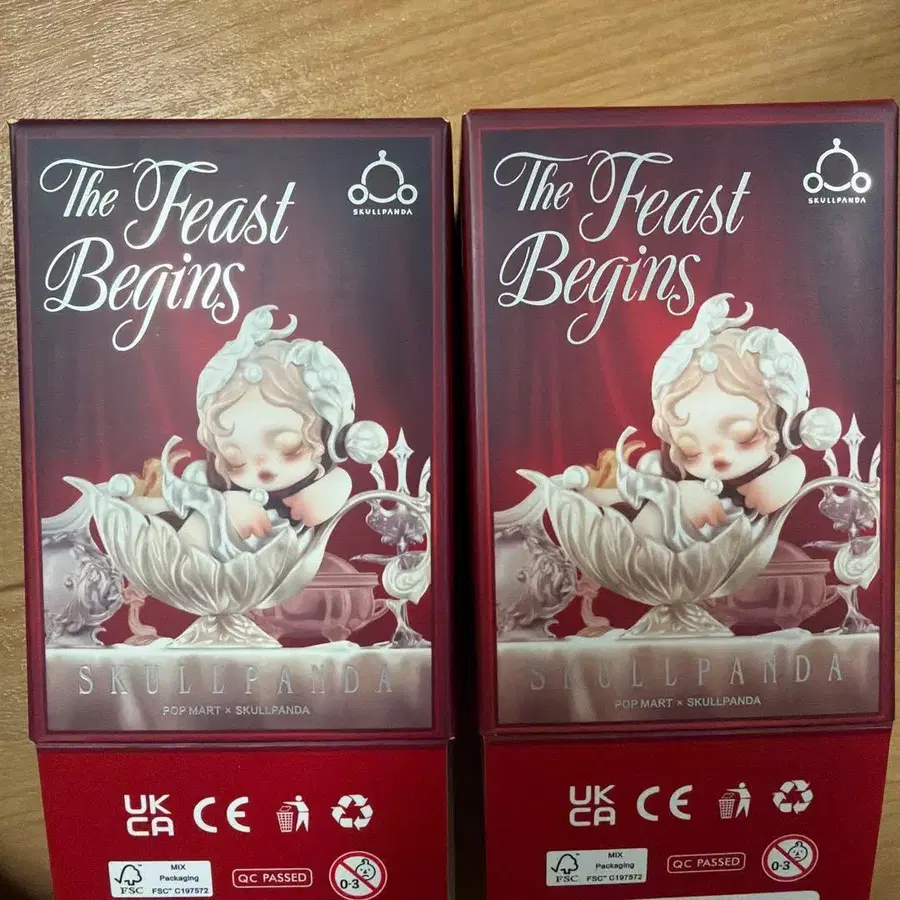 The Feast
Begins
SKULLPANDA
SKULLPANDA
POP MART × SKULLPANDA
UK
CA
CE
FSC
MIX
Packaging
FSC™ C197572
QC PASSED
0-3
The Feast
Begins
SKULLPANDA
SKULLPANDA
POP MART × SKULLPANDA
UK
CA
CE
FSC
MIX
Packaging
FSC™ C197572
QC PASSED
0-3